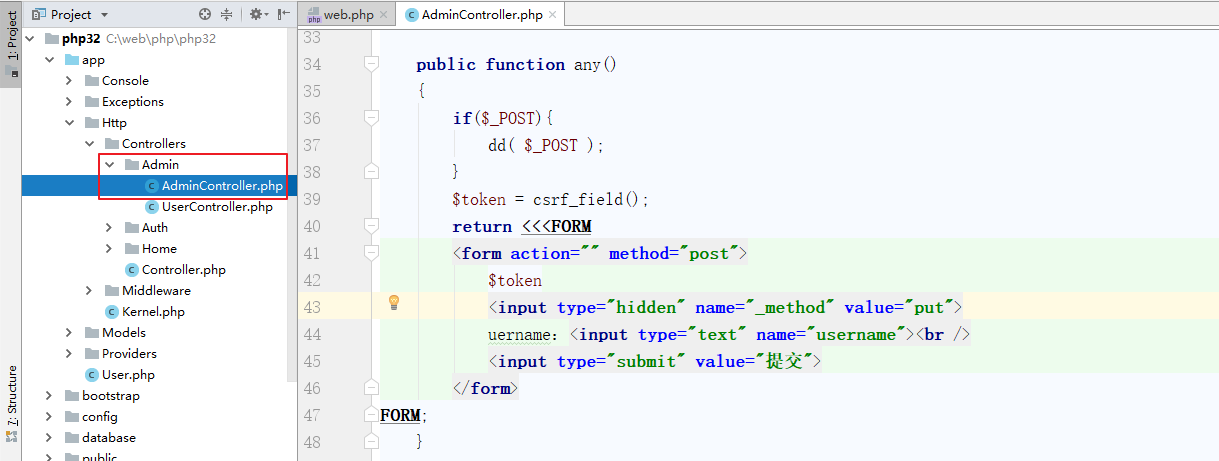 1: Project
7: Structure
Project
php32 C:\web\php\php32
app
Console
Exceptions
Http
Controllers
Admin
AdminController.php
UserController.php
Auth
Home
Controller.php
Middleware
Kernel.php
Models
Providers
User.php
bootstrap
config
database
public
web.php
AdminController.php
33
34 public function any()
35 {
36 if($_POST){
37 dd( $_POST );
38 }
39 $token = csrf_field();
40 return <<<FORM
41 <form action="" method="post">
42 $token
43 <input type="hidden" name="_method" value="put">
44 uername: <input type="text" name="username"><br />
45 <input type="submit" value="提交">
46 </form>
47 FORM;
48 }